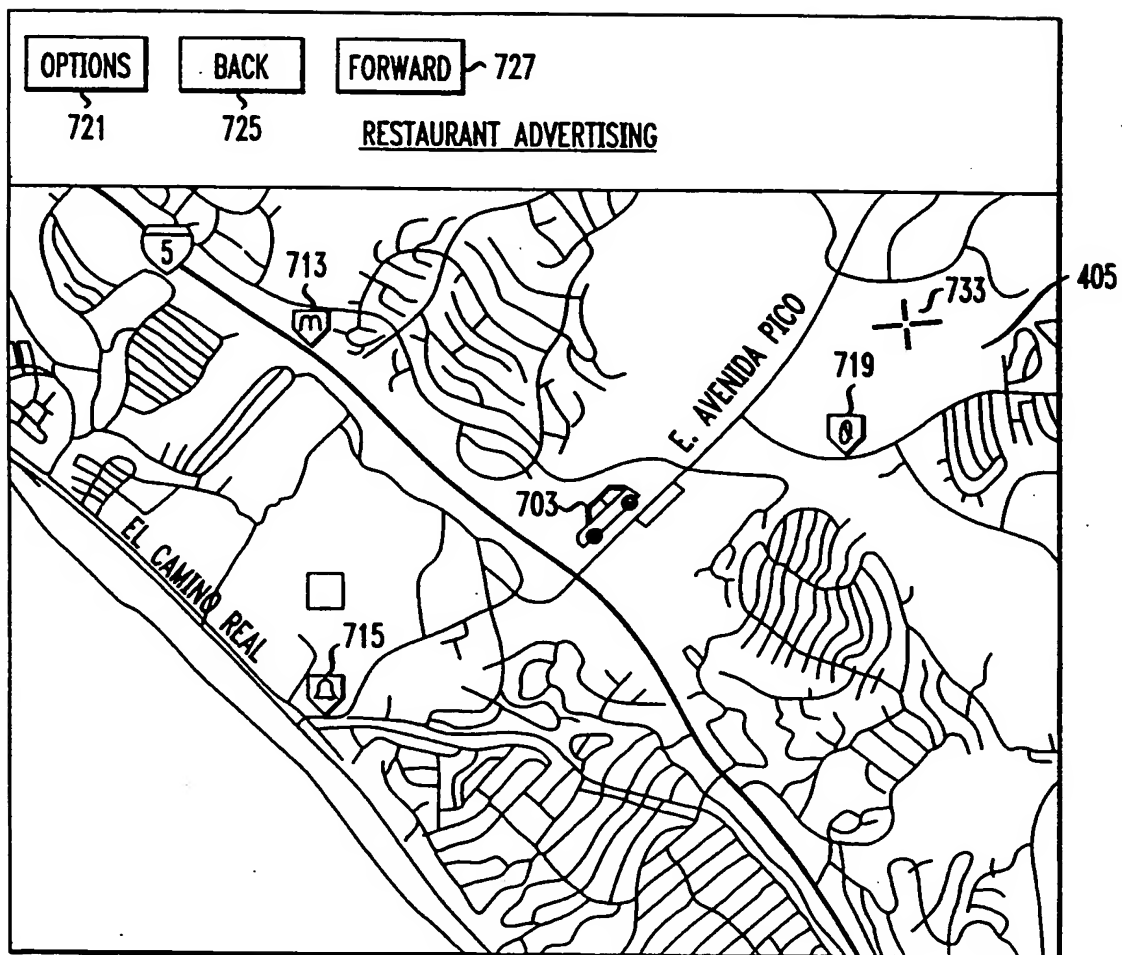 OPTIONS BACK FORWARD 727
721 725 RESTAURANT ADVERTISING
5
713
733
405
E. AVENIDA PICO
719
703
EL CAMINO REAL
715